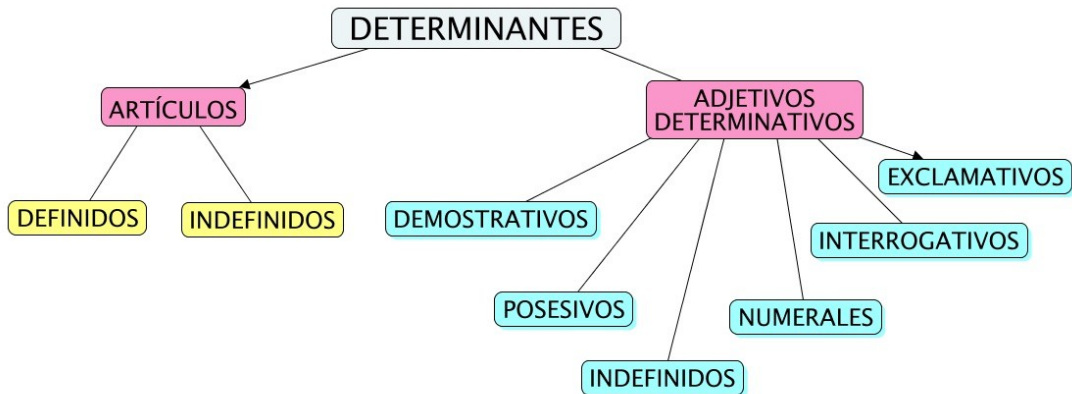 DETERMINANTES
ARTÍCULOS
ADJETIVOS
DETERMINATIVOS
DEFINIDOS
INDEFINIDOS
DEMOSTRATIVOS
POSESIVOS
INDEFINIDOS
NUMERALES
INTERROGATIVOS
EXCLAMATIVOS